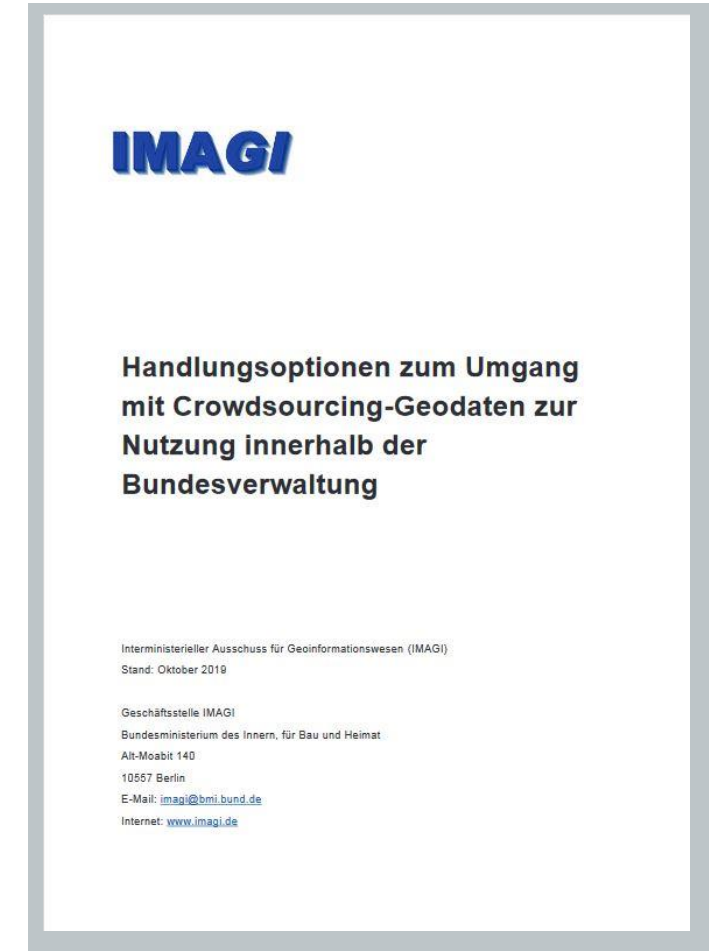 IMAGI
Handlungsoptionen zum Umgang
mit Crowdsourcing-Geodaten zur
Nutzung innerhalb der
Bundesverwaltung
Interministerieller Ausschuss für Geoinformationswesen (IMAGI)
Stand: Oktober 2019
Geschäftsstelle IMAGI
Bundesministerium des Innern, für Bau und Heimat
Alt-Moabit 140
10557 Berlin
E-Mail: imagi@bmi.bund.de
Internet: www.imagi.de